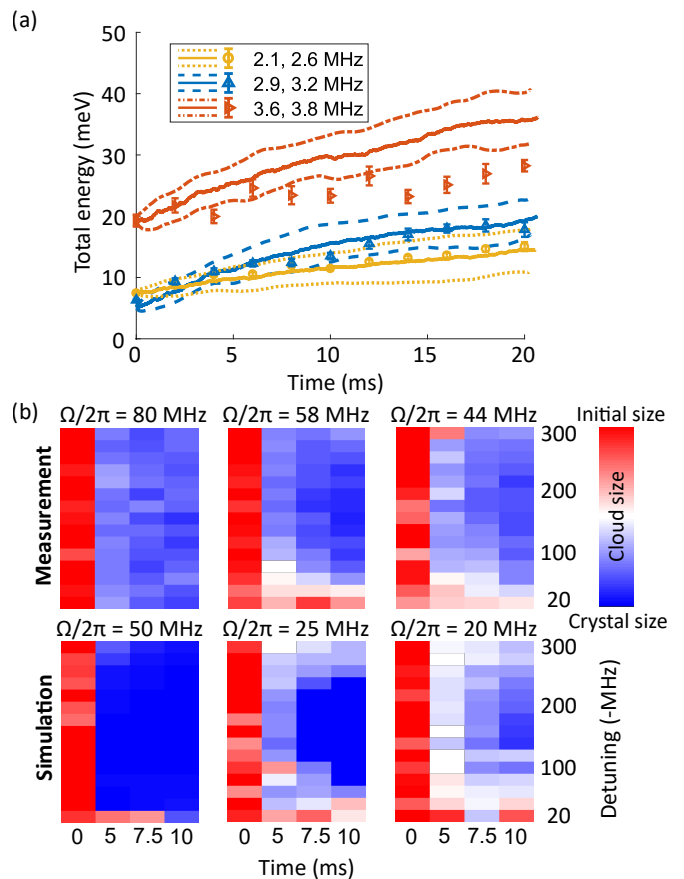 (a)
50
40
30
20
10
0
Total energy (meV)
2.1, 2.6 MHz
2.9, 3.2 MHz
3.6, 3.8 MHz
0 5 10 15 20
Time (ms)
(b)
Ω/2π = 80 MHz Ω/2π = 58 MHz Ω/2π = 44 MHz
Measurement
300
200
100
20
Initial size
Cloud size
Crystal size
Ω/2π = 50 MHz Ω/2π = 25 MHz Ω/2π = 20 MHz
Simulation
300
200
100
20
Detuning (-MHz)
0 5 7.5 10 0 5 7.5 10 0 5 7.5 10
Time (ms)